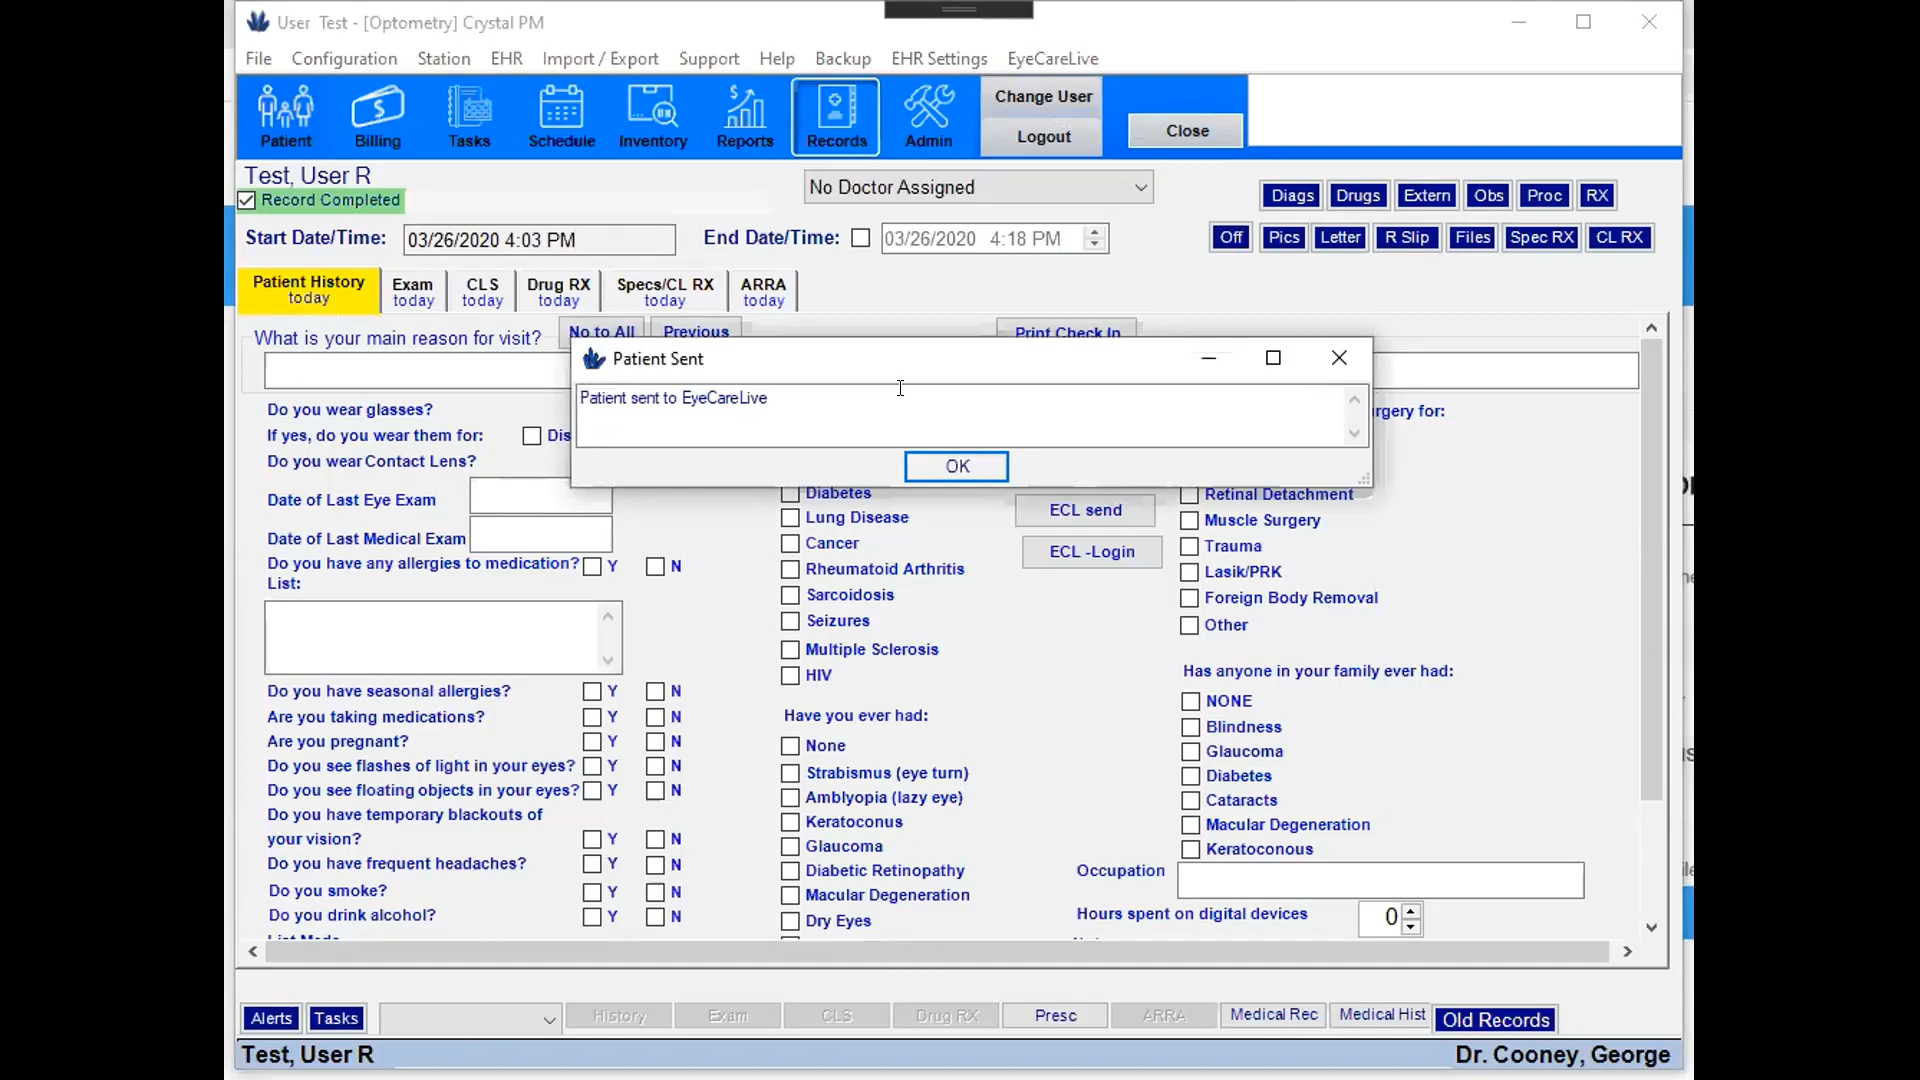 User Test - [Optometry] Crystal PM
File Configuration Station EHR Import / Export Support Help Backup EHR Settings EyeCareLive
Patient Billing Tasks Schedule Inventory Reports Records Admin
Change User
Logout
Close
Test, User R
Record Completed
No Doctor Assigned
Diags Drugs Extern Obs Proc RX
Start Date/Time: 03/26/2020 4:03 PM End Date/Time: 03/26/2020 4:18 PM
Off Pics Letter R Slip Files Spec RX CL RX
Patient History today
Exam today
CLS today
Drug RX today
Specs/CL RX today
ARRA today
What is your main reason for visit? No to All Previous Print Check In
Patient Sent
Patient sent to EyeCareLive
OK
Do you wear glasses?
If yes, do you wear them for: Dis
Do you wear Contact Lens?
Date of Last Eye Exam
Date of Last Medical Exam
Do you have any allergies to medication? Y N
List:
Do you have seasonal allergies? Y N
Are you taking medications? Y N
Are you pregnant? Y N
Do you see flashes of light in your eyes? Y N
Do you see floating objects in your eyes? Y N
Do you have temporary blackouts of
your vision? Y N
Do you have frequent headaches? Y N
Do you smoke? Y N
Do you drink alcohol? Y N
Diabetes
Lung Disease
Cancer
Rheumatoid Arthritis
Sarcoidosis
Seizures
Multiple Sclerosis
HIV
Have you ever had:
None
Strabismus (eye turn)
Amblyopia (lazy eye)
Keratoconus
Glaucoma
Diabetic Retinopathy
Macular Degeneration
Dry Eyes
ECL send
ECL -Login
rgery for:
Retinal Detachment
Muscle Surgery
Trauma
Lasik/PRK
Foreign Body Removal
Other
Has anyone in your family ever had:
NONE
Blindness
Glaucoma
Diabetes
Cataracts
Macular Degeneration
Keratoconous
Occupation
Hours spent on digital devices 0
Alerts Tasks History Exam CLS Drug RX Presc ARRA Medical Rec Medical Hist Old Records
Test, User R Dr. Cooney, George